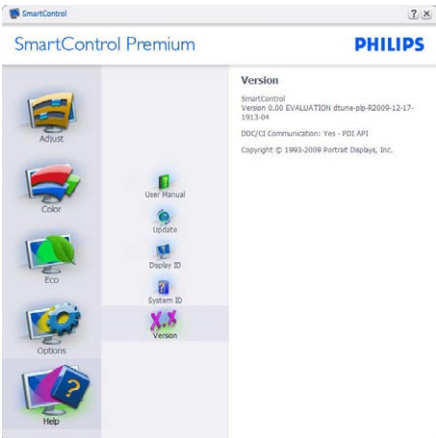 SmartControl
SmartControl Premium
PHILIPS
Adjust
Color
Eco
Options
Help
User Manual
Update
Display ID
System ID
Version
Version
SmartControl
Version 0.00 EVALUATION dtune-plp-R2009-12-17-
1913-04
DDC/CI Communication: Yes - PDI API
Copyright © 1993-2009 Portrait Displays, Inc.